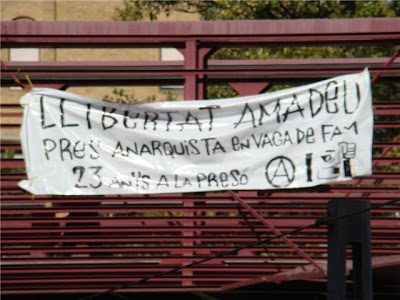 LLIBERTAT AMADEU
PRES ANARQUISTA EN VAGA DE FAM
23 ANYS A LA PRESÓ